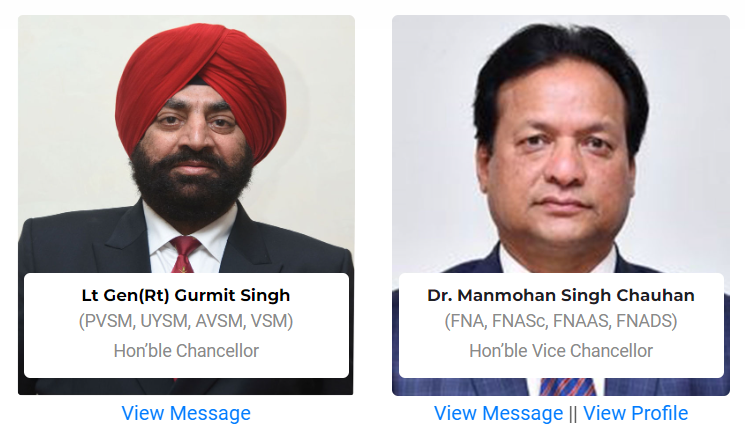 Lt Gen(Rt) Gurmit Singh
(PVSM, UYSM, AVSM, VSM)
Hon’ble Chancellor
View Message
Dr. Manmohan Singh Chauhan
(FNA, FNASc, FNAAS, FNADS)
Hon’ble Vice Chancellor
View Message || View Profile